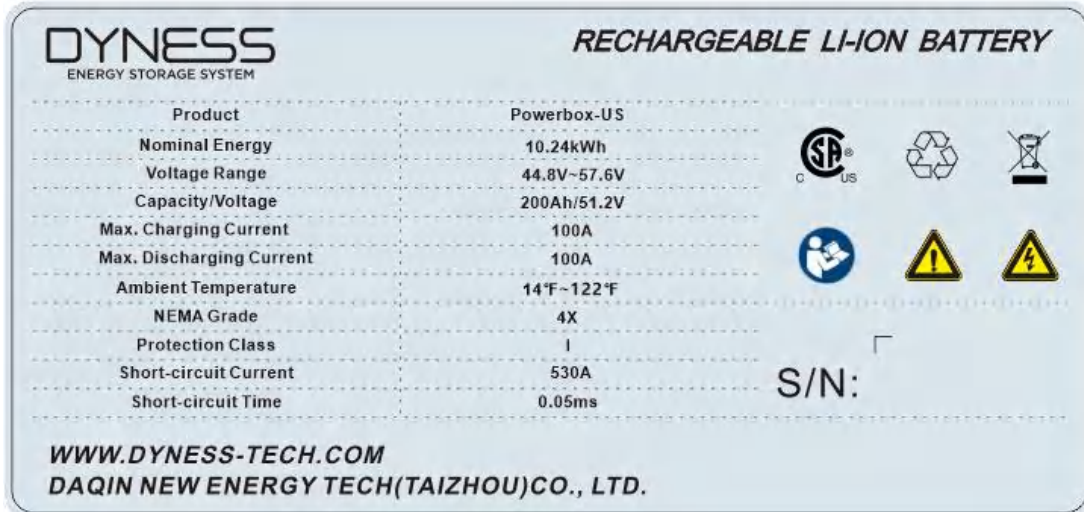 DYNESS
ENERGY STORAGE SYSTEM
RECHARGEABLE LI-ION BATTERY
Product Powerbox-US
Nominal Energy 10.24kWh
Voltage Range 44.8V~57.6V
Capacity/Voltage 200Ah/51.2V
Max. Charging Current 100A
Max. Discharging Current 100A
Ambient Temperature 14°F~122°F
NEMA Grade 4X
Protection Class I
Short-circuit Current 530A
Short-circuit Time 0.05ms
SA ®
C US
S/N:
WWW.DYNESS-TECH.COM
DAQIN NEW ENERGY TECH(TAIZHOU)CO., LTD.